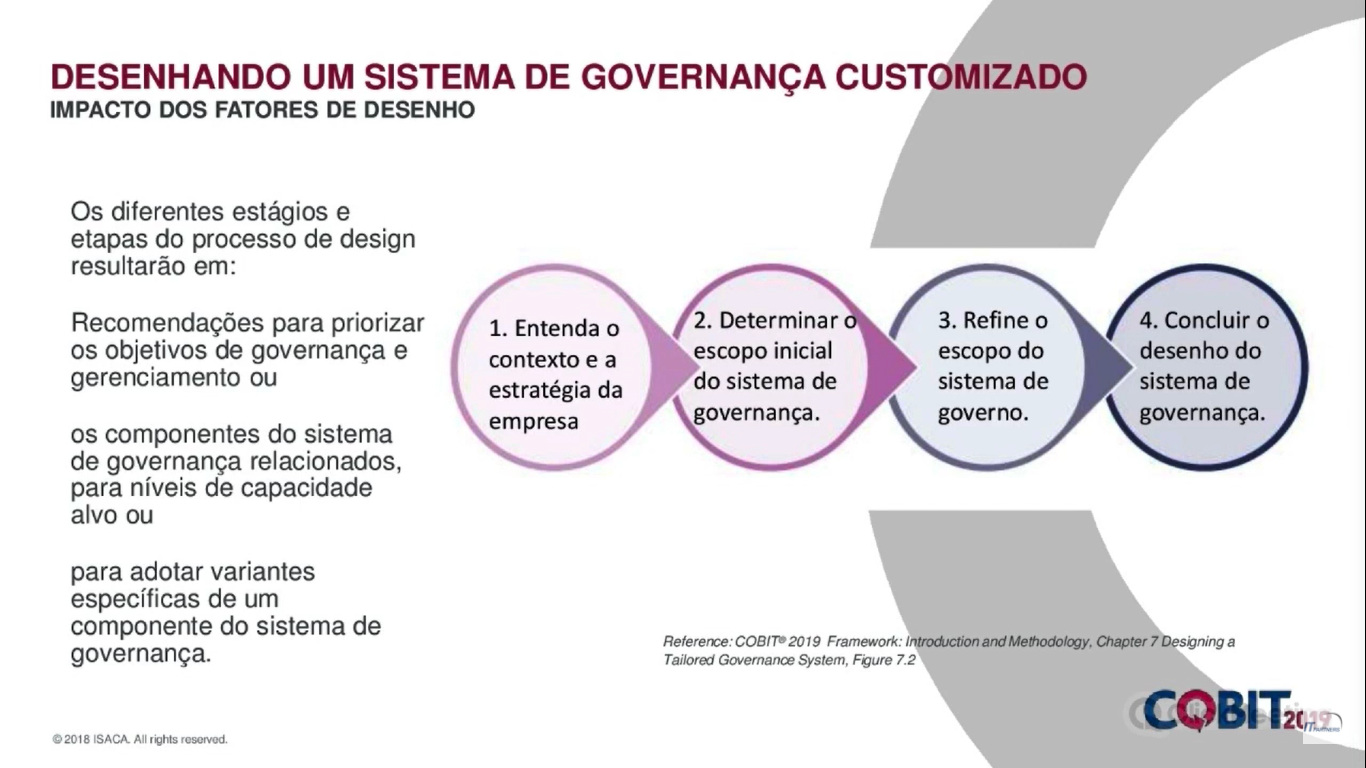 DESENHANDO UM SISTEMA DE GOVERNANÇA CUSTOMIZADO
IMPACTO DOS FATORES DE DESENHO
Os diferentes estágios e
etapas do processo de design
resultarão em:
Recomendações para priorizar
os objetivos de governança e
gerenciamento ou
os componentes do sistema
de governança relacionados,
para níveis de capacidade
alvo ou
para adotar variantes
específicas de um
componente do sistema de
governança.
1. Entenda o
contexto e a
estratégia da
empresa
2. Determinar o
escopo inicial
do sistema de
governança.
3. Refine o
escopo do
sistema de
governo.
4. Concluir o
desenho do
sistema de
governança.
Reference: COBIT® 2019 Framework: Introduction and Methodology, Chapter 7 Designing a
Tailored Governance System, Figure 7.2
COBIT 2019
© 2018 ISACA. All rights reserved.